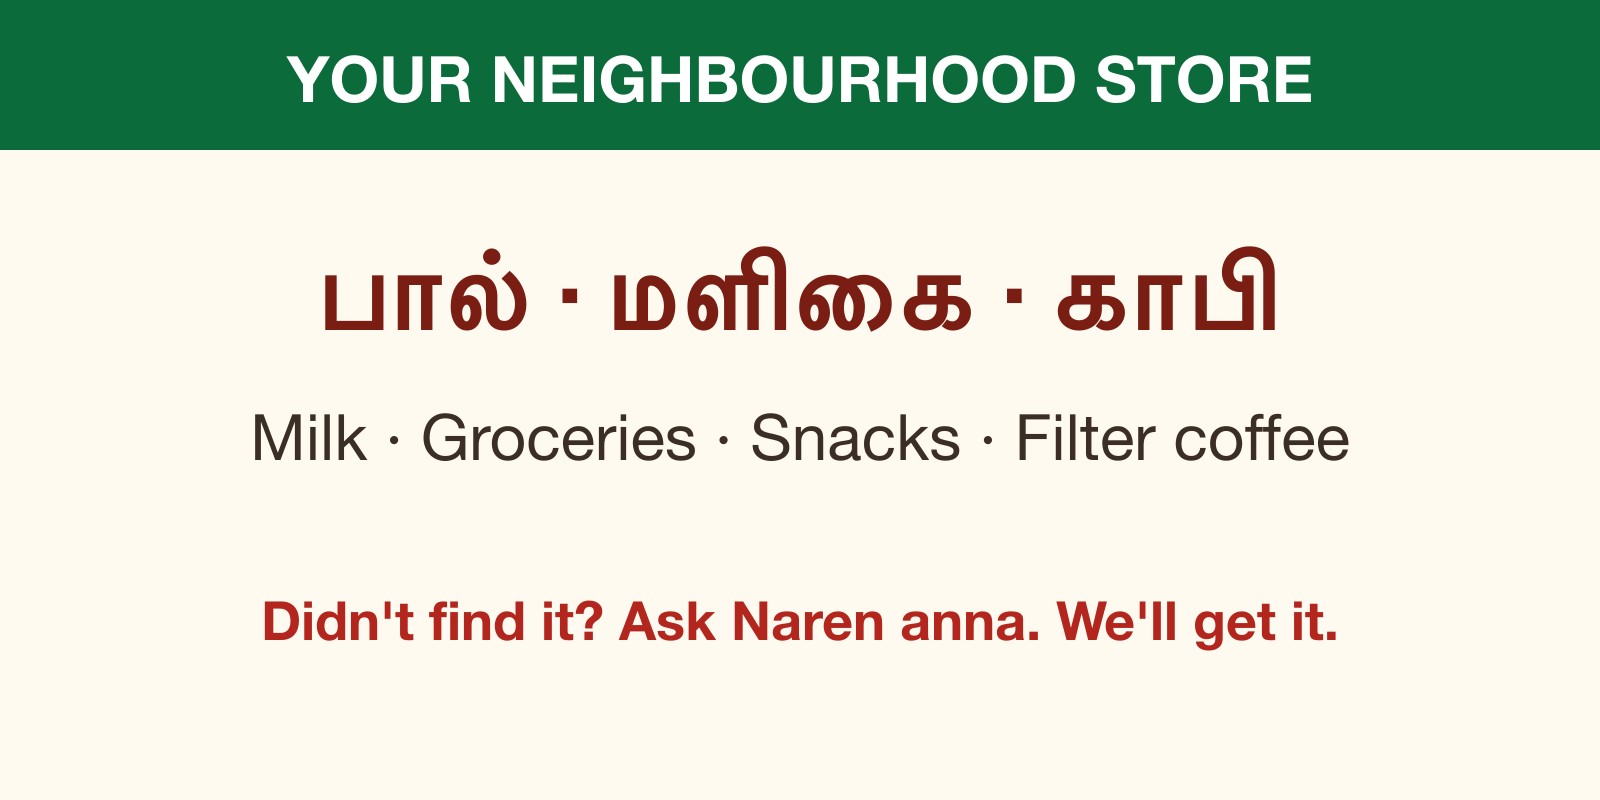 YOUR NEIGHBOURHOOD STORE
பால் · மளிகை · காபி
Milk · Groceries · Snacks · Filter coffee
Didn't find it? Ask Naren anna. We'll get it.